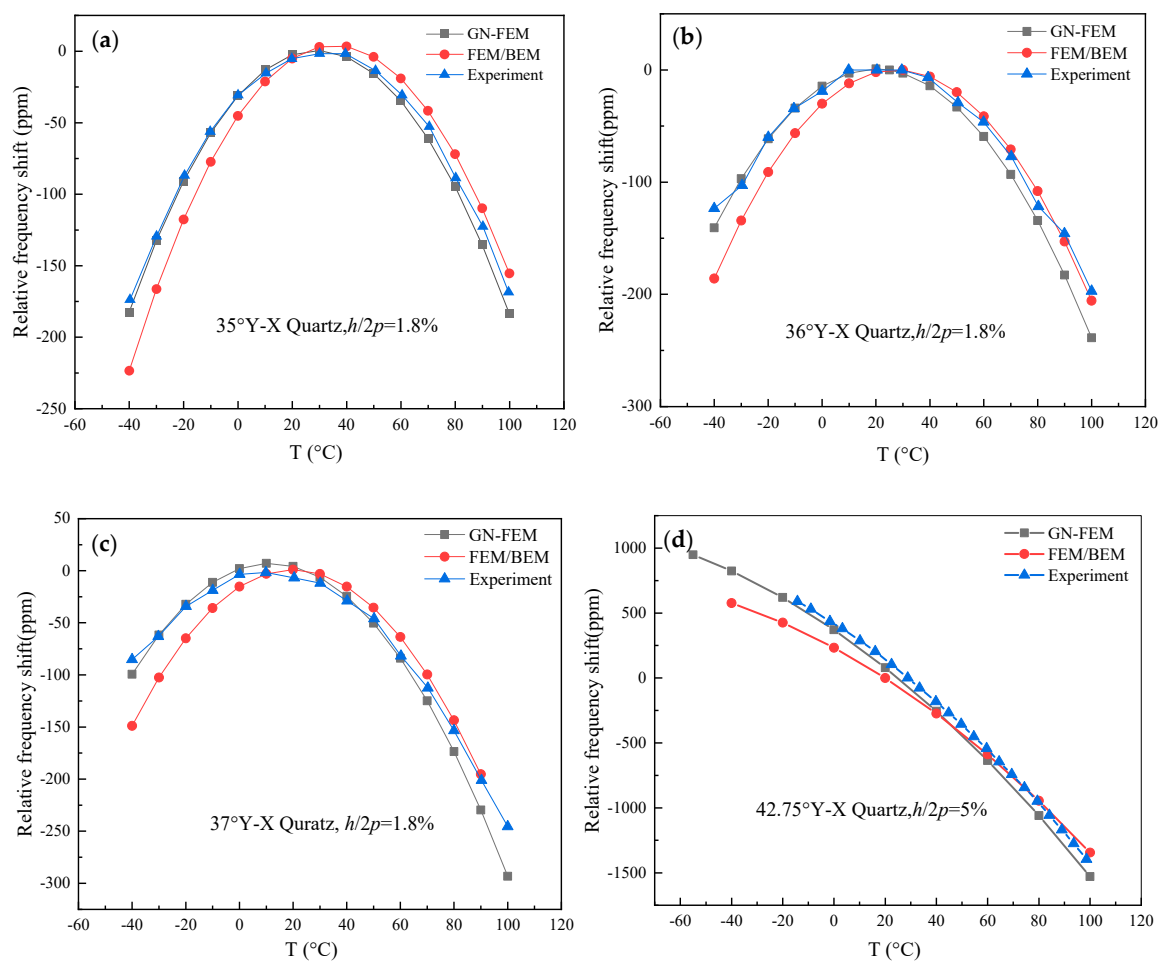 (a)
GN-FEM
FEM/BEM
Experiment
Relative frequency shift (ppm)
0
-50
-100
-150
-200
-250
35°Y-X Quartz,h/2p=1.8%
-60 -40 -20 0 20 40 60 80 100 120
T (°C)
(b)
GN-FEM
FEM/BEM
Experiment
Relative frequency shift(ppm)
0
-100
-200
-300
36°Y-X Quartz,h/2p=1.8%
-60 -40 -20 0 20 40 60 80 100 120
T (°C)
(c)
GN-FEM
FEM/BEM
Experiment
Relative frequency shift(ppm)
50
0
-50
-100
-150
-200
-250
-300
37°Y-X Quratz, h/2p=1.8%
-60 -40 -20 0 20 40 60 80 100 120
T (°C)
(d)
GN-FEM
FEM/BEM
Experiment
Relative frequency shift(ppm)
1000
500
0
-500
-1000
-1500
42.75°Y-X Quartz,h/2p=5%
-60 -40 -20 0 20 40 60 80 100 120
T (°C)